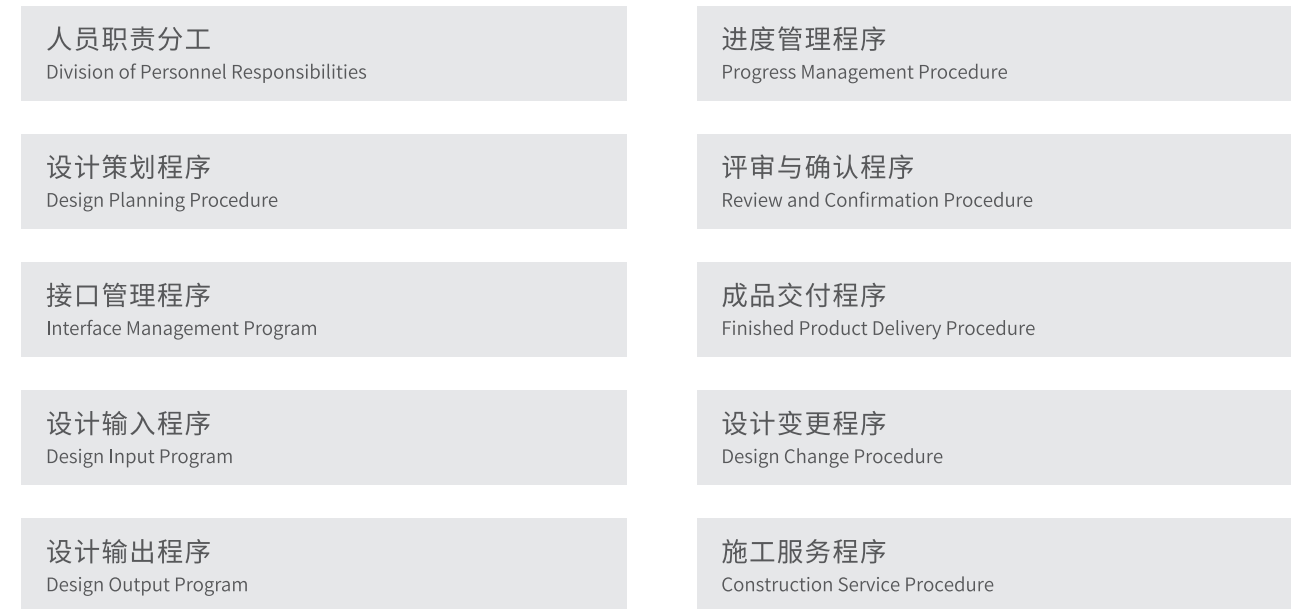 人员职责分工
Division of Personnel Responsibilities
设计策划程序
Design Planning Procedure
接口管理程序
Interface Management Program
设计输入程序
Design Input Program
设计输出程序
Design Output Program
进度管理程序
Progress Management Procedure
评审与确认程序
Review and Confirmation Procedure
成品交付程序
Finished Product Delivery Procedure
设计变更程序
Design Change Procedure
施工服务程序
Construction Service Procedure